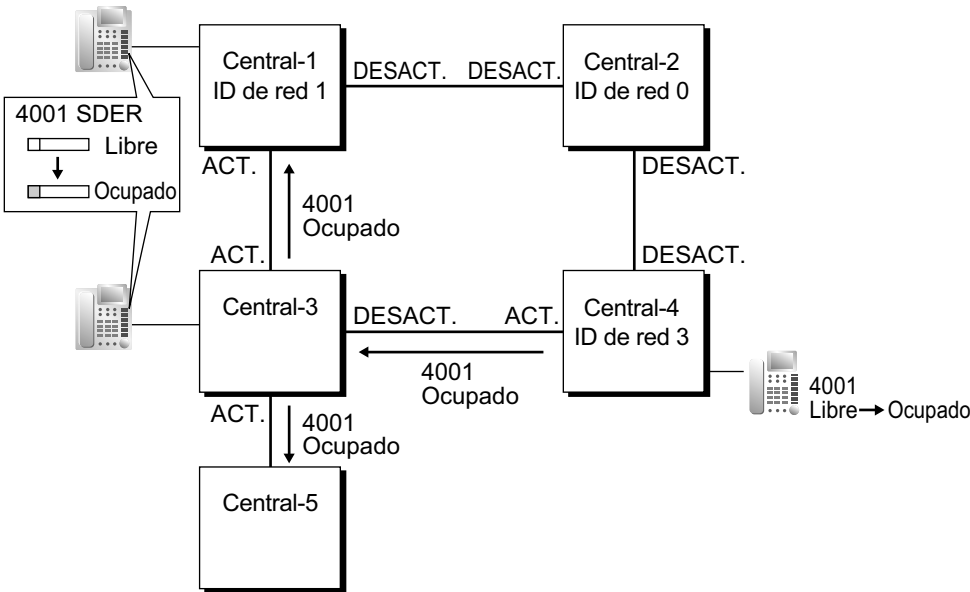 Central-1
ID de red 1
DESACT. DESACT.
Central-2
ID de red 0
4001 SDER
Libre
Ocupado
ACT.
DESACT.
4001
Ocupado
ACT.
DESACT.
Central-3
DESACT. ACT.
Central-4
ID de red 3
4001
Ocupado
4001
Libre→Ocupado
ACT.
4001
Ocupado
Central-5